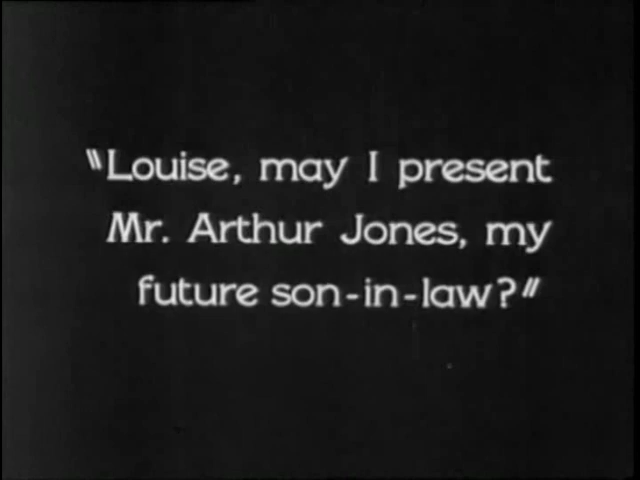 "Louise, may I present
Mr. Arthur Jones, my
future son-in-law?"